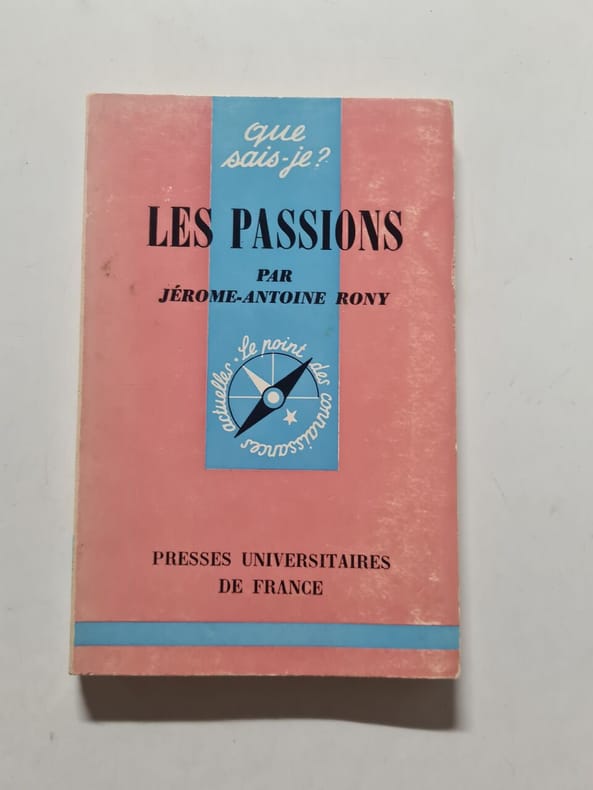 que
sais-je?
LES PASSIONS
PAR
JÉROME-ANTOINE RONY
Le point des connaissances actuelles.
PRESSES UNIVERSITAIRES
DE FRANCE